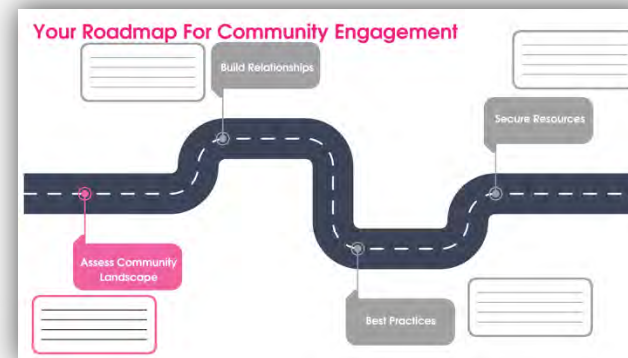 Your Roadmap For Community Engagement
Build Relationships
Secure Resources
Assess Community
Landscape
Best Practices